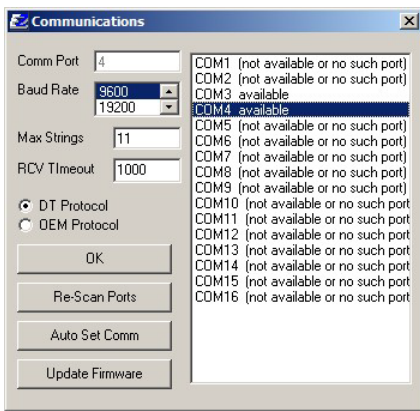 EZ Communications
Comm Port 4
Baud Rate 9600
19200
Max Strings 11
RCV TImeout 1000
DT Protocol
OEM Protocol
OK
Re-Scan Ports
Auto Set Comm
Update Firmware
COM1 (not available or no such port)
COM2 (not available or no such port)
COM3 available
COM4 available
COM5 (not available or no such port)
COM6 (not available or no such port)
COM7 (not available or no such port)
COM8 (not available or no such port)
COM9 (not available or no such port)
COM10 (not available or no such port
COM11 (not available or no such port
COM12 (not available or no such port
COM13 (not available or no such port
COM14 (not available or no such port
COM15 (not available or no such port
COM16 (not available or no such port